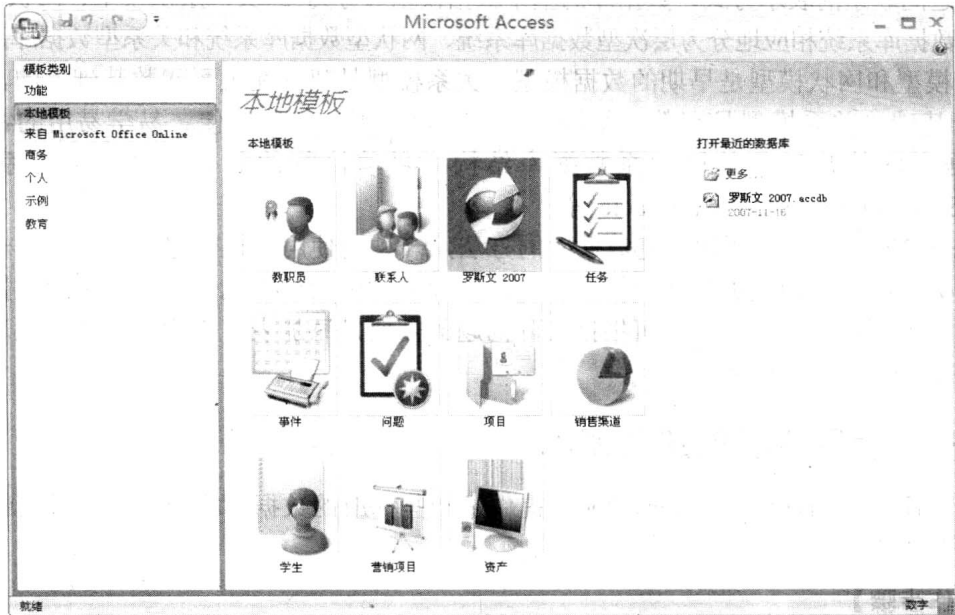 Microsoft Access
模板类别
功能
本地模板
来自 Microsoft Office Online
商务
个人
示例
教育
本地模板
本地模板
教职员
联系人
罗斯文 2007
任务
事件
问题
项目
销售渠道
学生
营销项目
资产
打开最近的数据库
更多...
罗斯文 2007.accdb
2007-11-16
就绪
数字